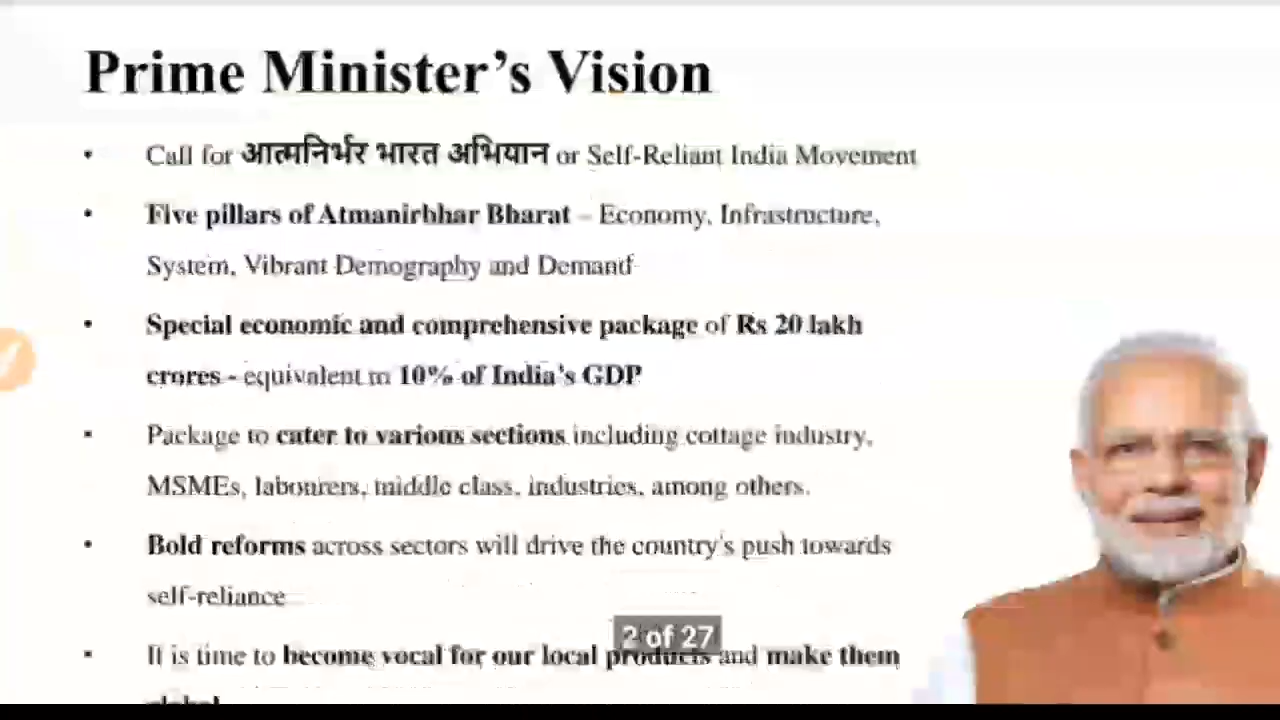 Prime Minister's Vision
• Call for आत्मनिर्भर भारत अभियान or Self-Reliant India Movement
• Five pillars of Atmanirbhar Bharat – Economy, Infrastructure,
System, Vibrant Demography and Demand
• Special economic and comprehensive package of Rs 20 lakh
crores - equivalent to 10% of India's GDP
• Package to cater to various sections including cottage industry,
MSMEs, labourers, middle class, industries, among others.
• Bold reforms across sectors will drive the country's push towards
self-reliance
2 of 27
• It is time to become vocal for our local products and make them
global